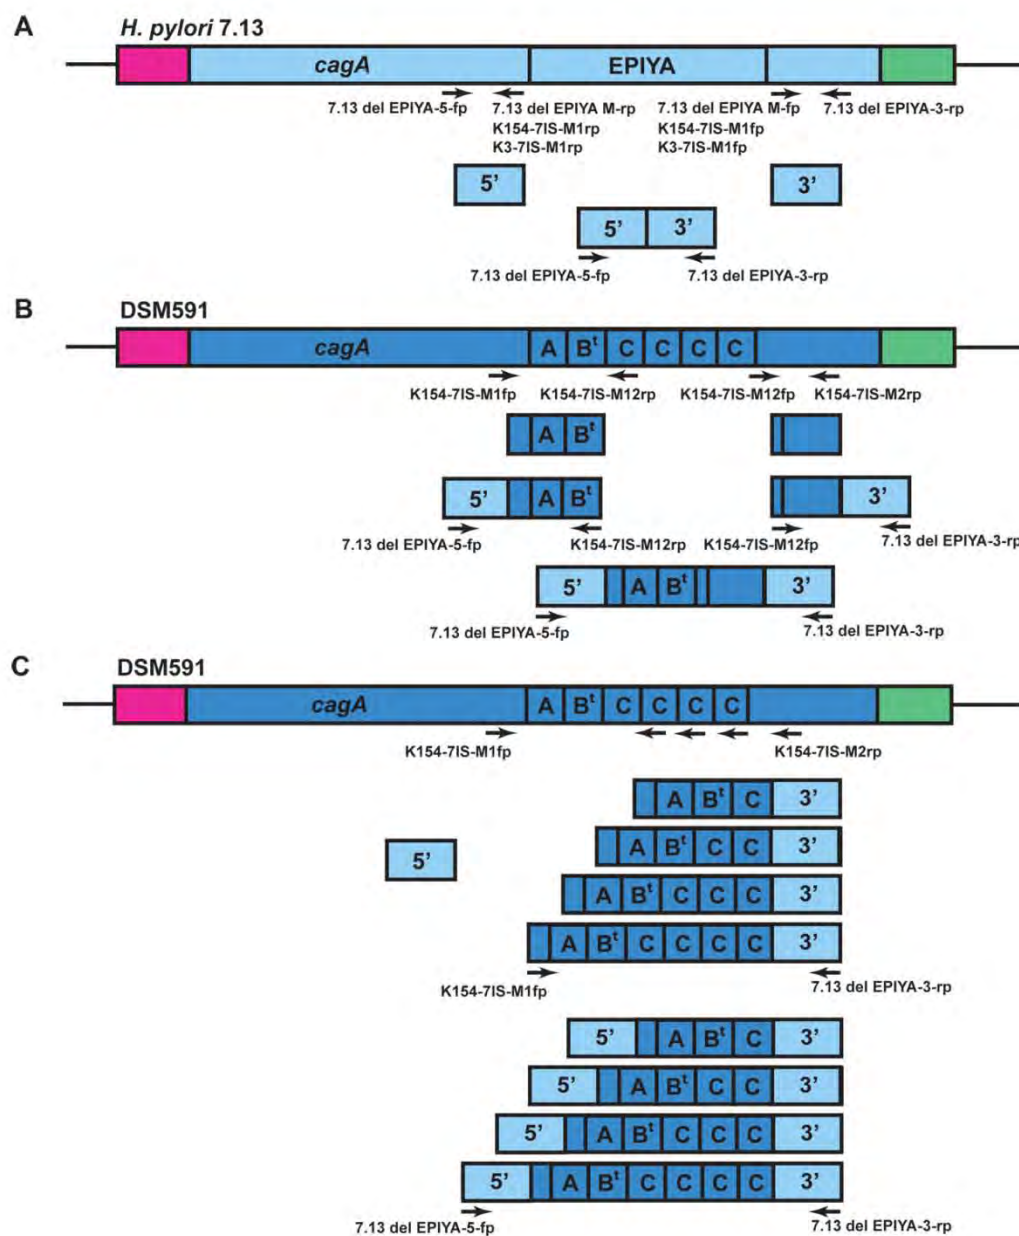 A
H. pylori 7.13
cagA EPIYA
7.13 del EPIYA-5-fp 7.13 del EPIYA M-rp 7.13 del EPIYA M-fp 7.13 del EPIYA-3-rp
K154-7IS-M1rp K154-7IS-M1fp
K3-7IS-M1rp K3-7IS-M1fp
5' 3'
5' 3'
7.13 del EPIYA-5-fp 7.13 del EPIYA-3-rp
B
DSM591
cagA A Bᵗ C C C C
K154-7IS-M1fp K154-7IS-M12rp K154-7IS-M12fp K154-7IS-M2rp
A Bᵗ
5' A Bᵗ 3'
7.13 del EPIYA-5-fp K154-7IS-M12rp K154-7IS-M12fp 7.13 del EPIYA-3-rp
5' A Bᵗ 3'
7.13 del EPIYA-5-fp 7.13 del EPIYA-3-rp
C
DSM591
cagA A Bᵗ C C C C
K154-7IS-M1fp K154-7IS-M2rp
A Bᵗ C 3'
5' A Bᵗ C C 3'
A Bᵗ C C C 3'
A Bᵗ C C C C 3'
K154-7IS-M1fp 7.13 del EPIYA-3-rp
5' A Bᵗ C 3'
5' A Bᵗ C C 3'
5' A Bᵗ C C C 3'
5' A Bᵗ C C C C 3'
7.13 del EPIYA-5-fp 7.13 del EPIYA-3-rp